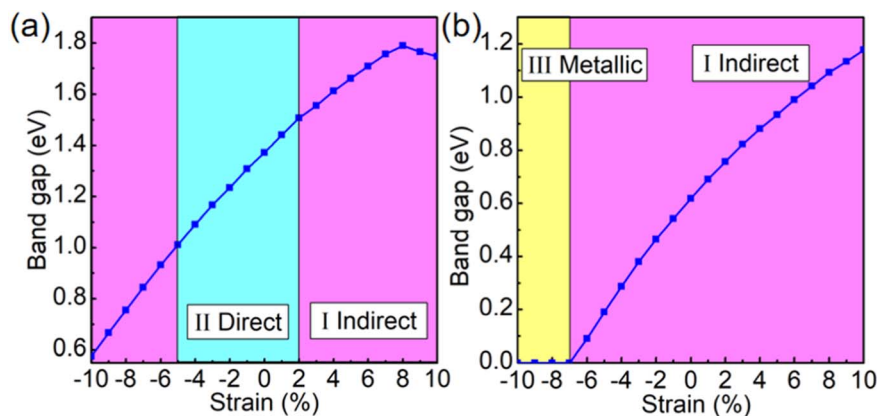 (a)
1.8
1.6
1.4
1.2
1.0
0.8
0.6
Band gap (eV)
II Direct
I Indirect
-10 -8 -6 -4 -2 0 2 4 6 8 10
Strain (%)
(b)
1.2
1.0
0.8
0.6
0.4
0.2
0.0
Band gap (eV)
III Metallic
I Indirect
-10 -8 -6 -4 -2 0 2 4 6 8 10
Strain (%)